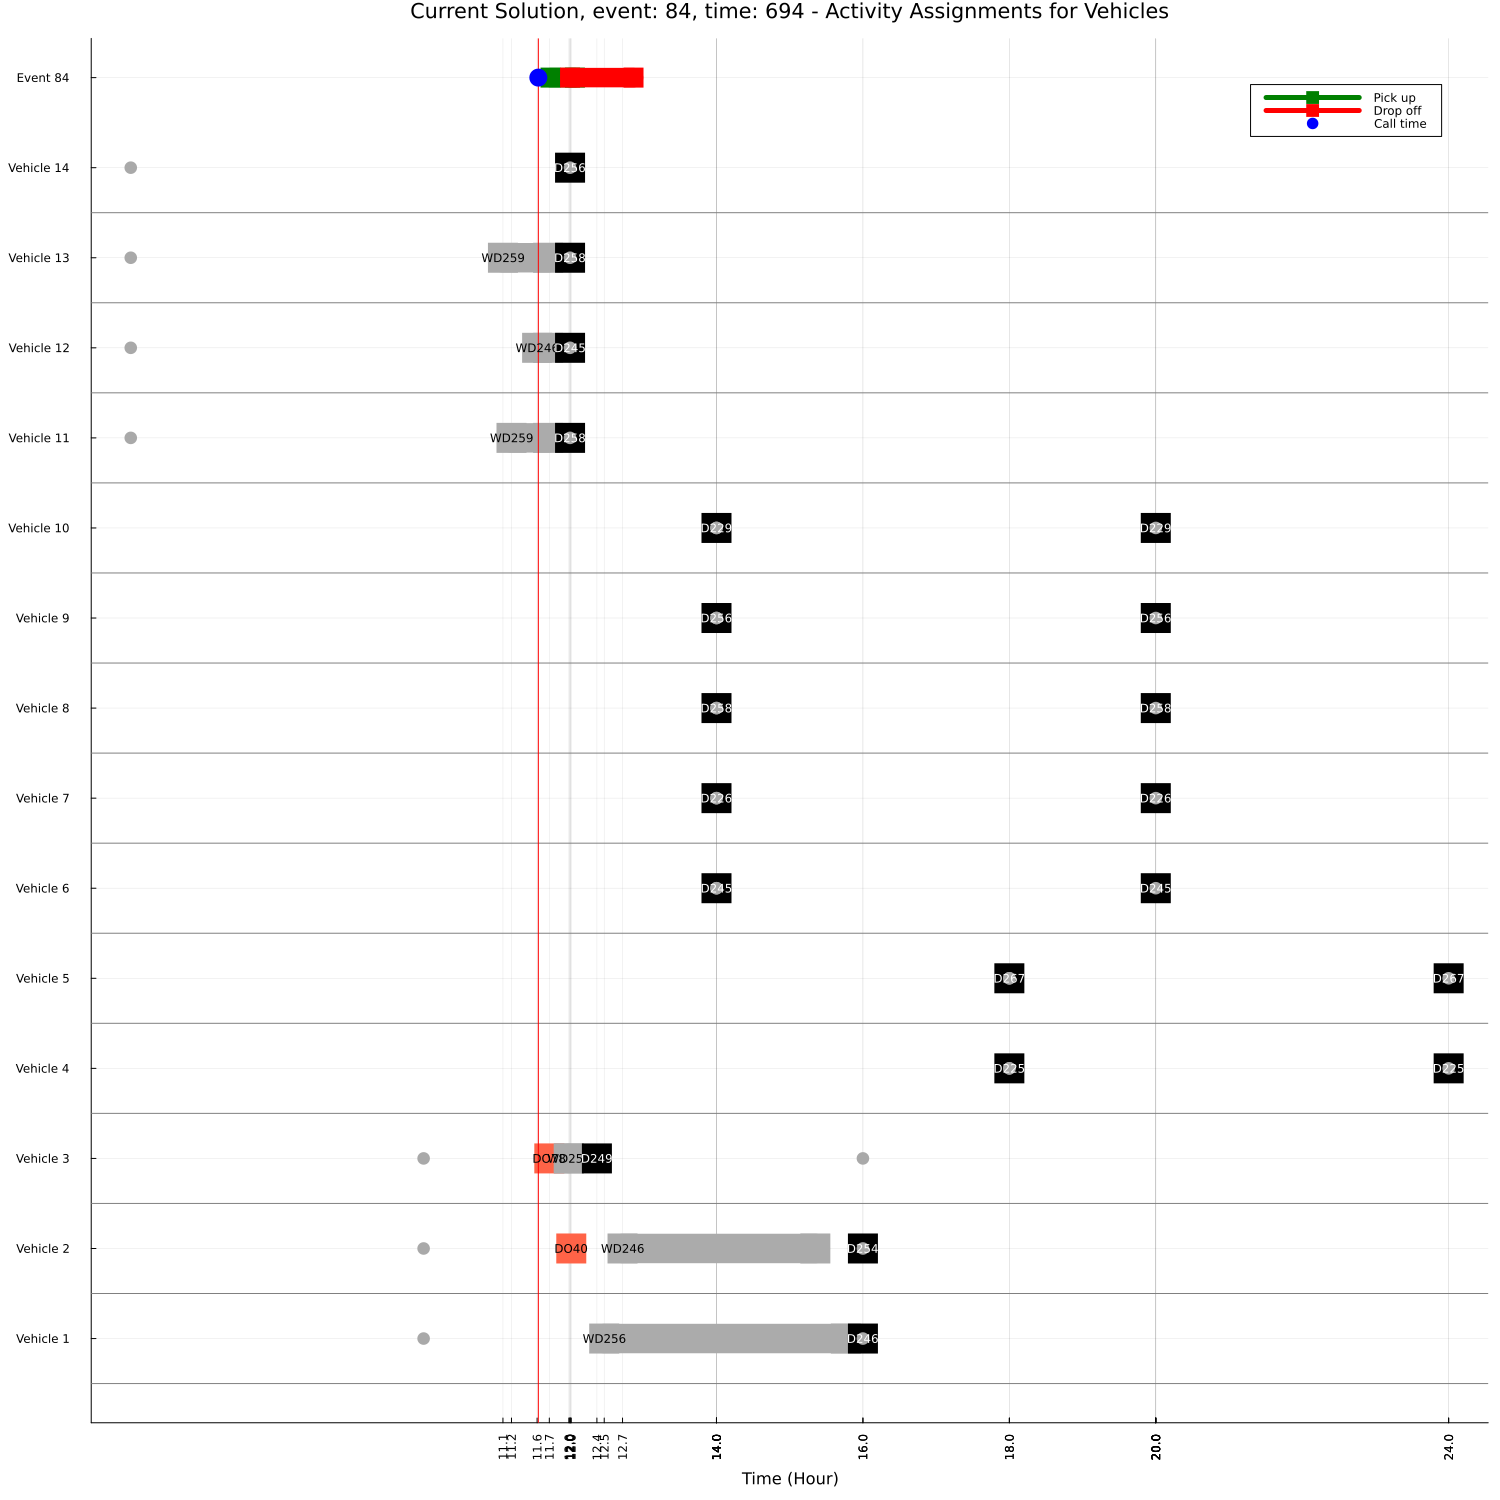 Current Solution, event: 84, time: 694 - Activity Assignments for Vehicles
Event 84
Pick up
Drop off
Call time
Vehicle 14
D256
Vehicle 13
WD259
D258
Vehicle 12
WD246
D245
Vehicle 11
WD259
D258
Vehicle 10
D229
D229
Vehicle 9
D256
D256
Vehicle 8
D258
D258
Vehicle 7
D226
D226
Vehicle 6
D245
D245
Vehicle 5
D267
D267
Vehicle 4
D225
D225
Vehicle 3
D249
Vehicle 2
DO40
WD246
D254
Vehicle 1
WD256
D246
11.1
11.2
11.6
11.7
12.0
12.4
12.5
12.7
14.0
16.0
18.0
20.0
24.0
Time (Hour)